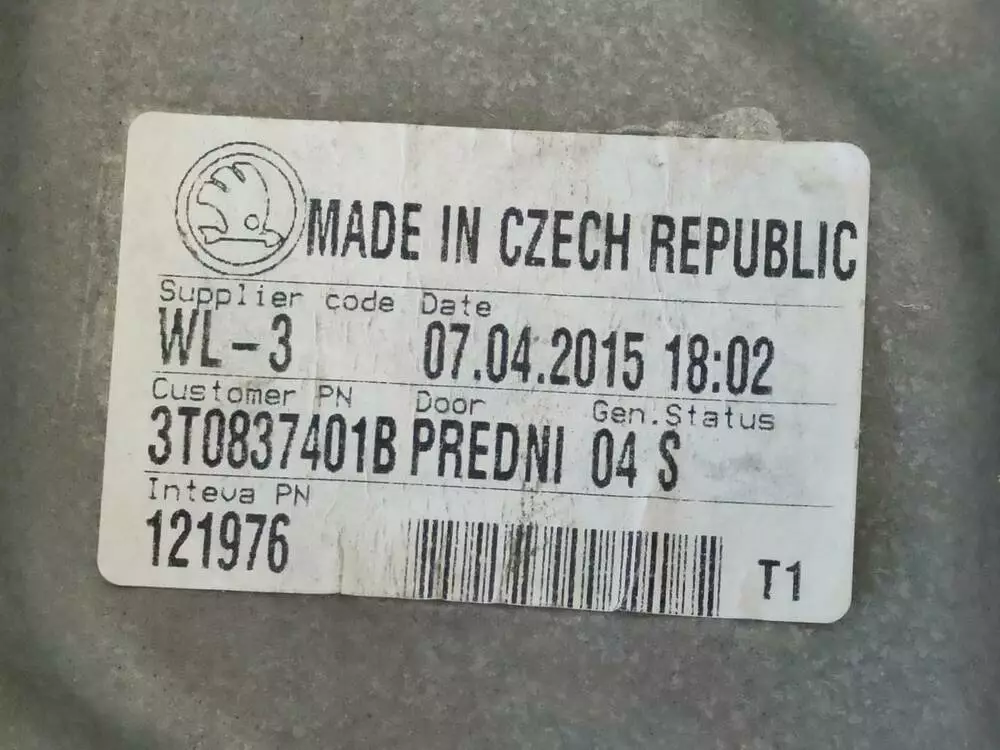 MADE IN CZECH REPUBLIC
Supplier code Date
WL-3 07.04.2015 18:02
Customer PN Door Gen.Status
3T0837401B PREDNI 04 S
Inteva PN
121976
T1